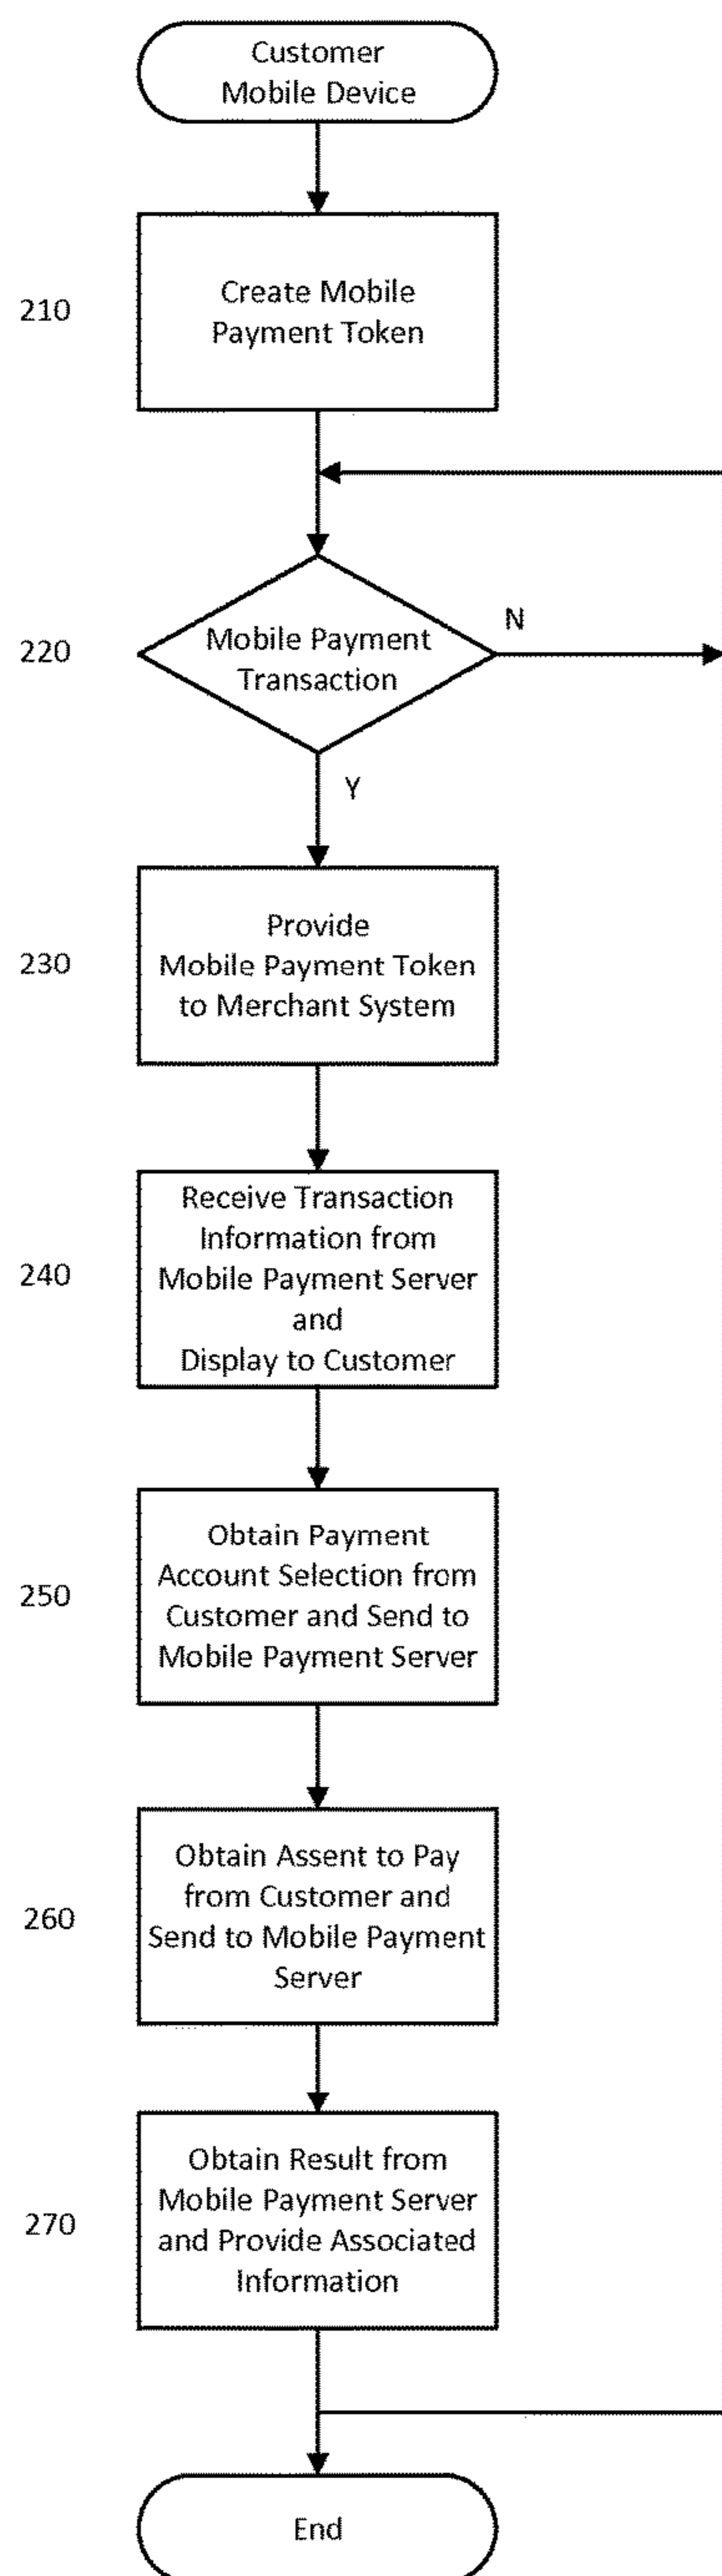 Customer
Mobile Device
210
Create Mobile
Payment Token
220
Mobile Payment
Transaction
N
Y
230
Provide
Mobile Payment Token
to Merchant System
240
Receive Transaction
Information from
Mobile Payment Server
and
Display to Customer
250
Obtain Payment
Account Selection from
Customer and Send to
Mobile Payment Server
260
Obtain Assent to Pay
from Customer and
Send to Mobile Payment
Server
270
Obtain Result from
Mobile Payment Server
and Provide Associated
Information
End